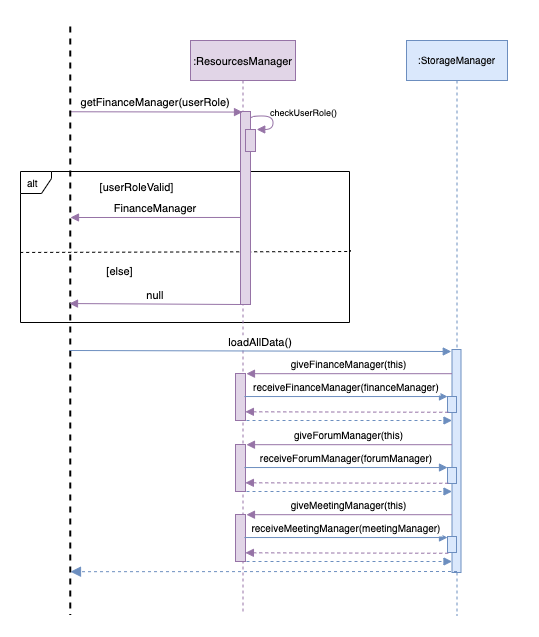 :ResourcesManager
:StorageManager
getFinanceManager(userRole)
checkUserRole()
alt
[userRoleValid]
FinanceManager
[else]
null
loadAllData()
giveFinanceManager(this)
receiveFinanceManager(financeManager)
giveForumManager(this)
receiveForumManager(forumManager)
giveMeetingManager(this)
receiveMeetingManager(meetingManager)